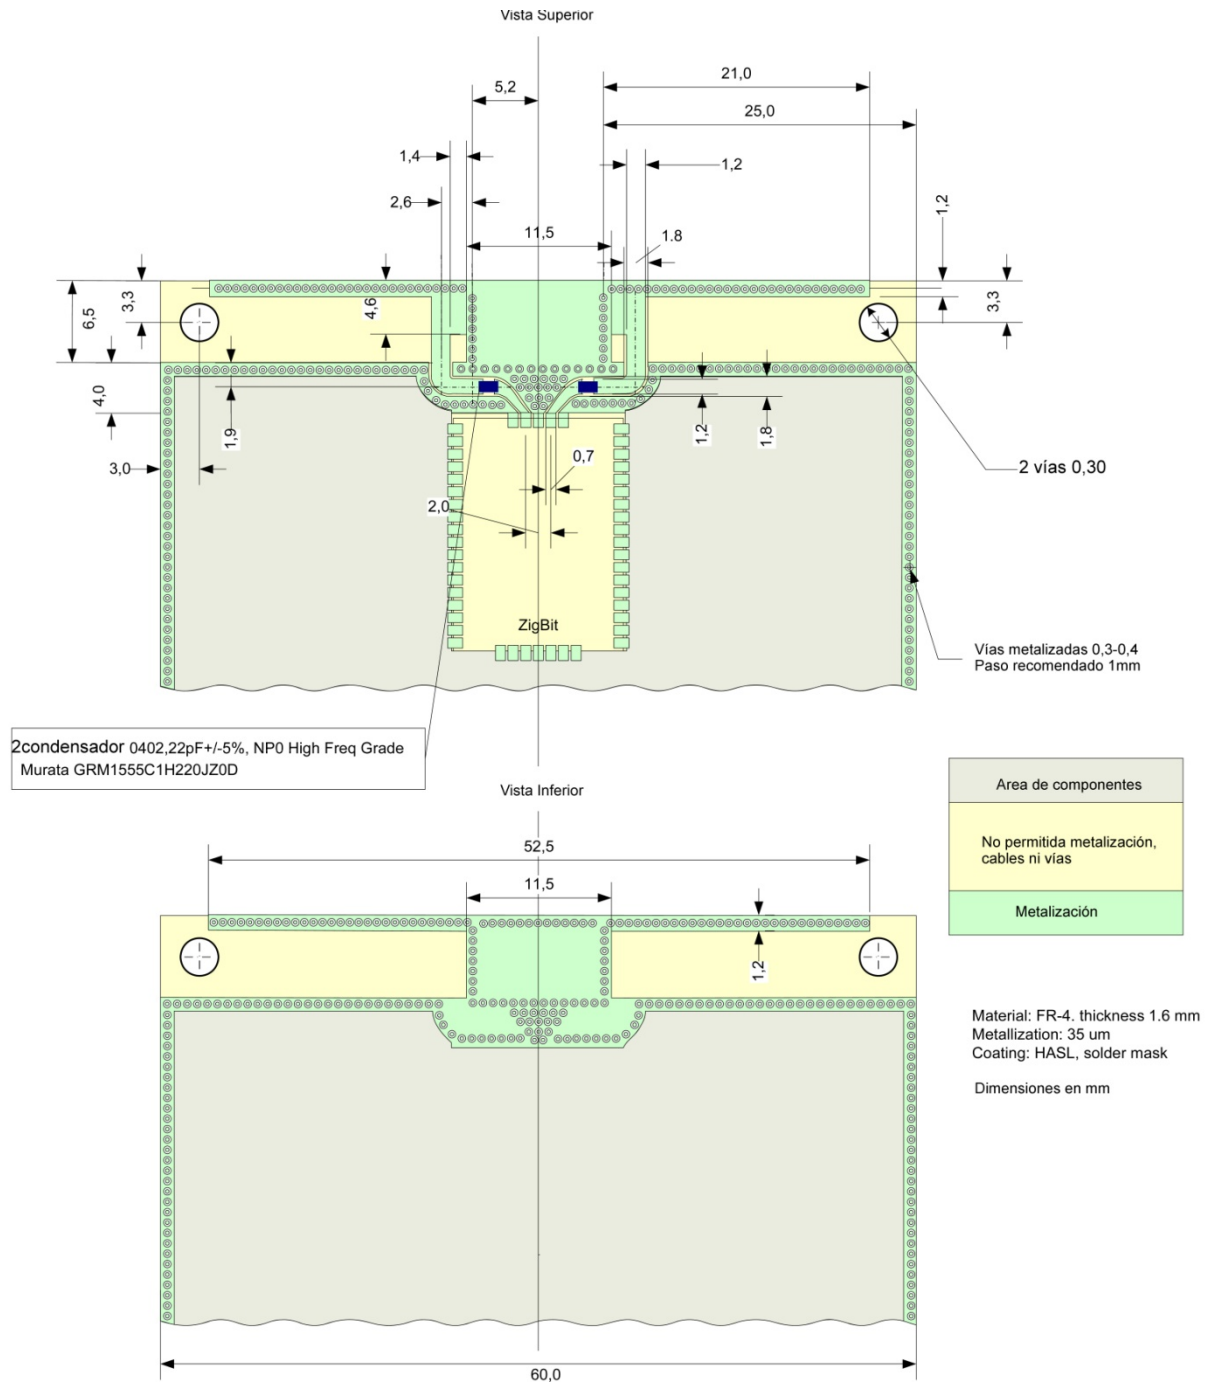 Vista Superior
21,0
5,2
25,0
1,4
1,2
2,6
1,2
11,5
1.8
3,3
6,5
4,6
3,3
4,0
1,9
1,2
1,8
3,0
0,7
2 vías 0,30
2,0
ZigBit
Vías metalizadas 0,3-0,4
Paso recomendado 1mm
2condensador 0402,22pF+/-5%, NP0 High Freq Grade
Murata GRM1555C1H220JZ0D
Vista Inferior
Area de componentes
No permitida metalización,
cables ni vías
Metalización
52,5
11,5
1,2
Material: FR-4. thickness 1.6 mm
Metallization: 35 um
Coating: HASL, solder mask
Dimensiones en mm
60,0